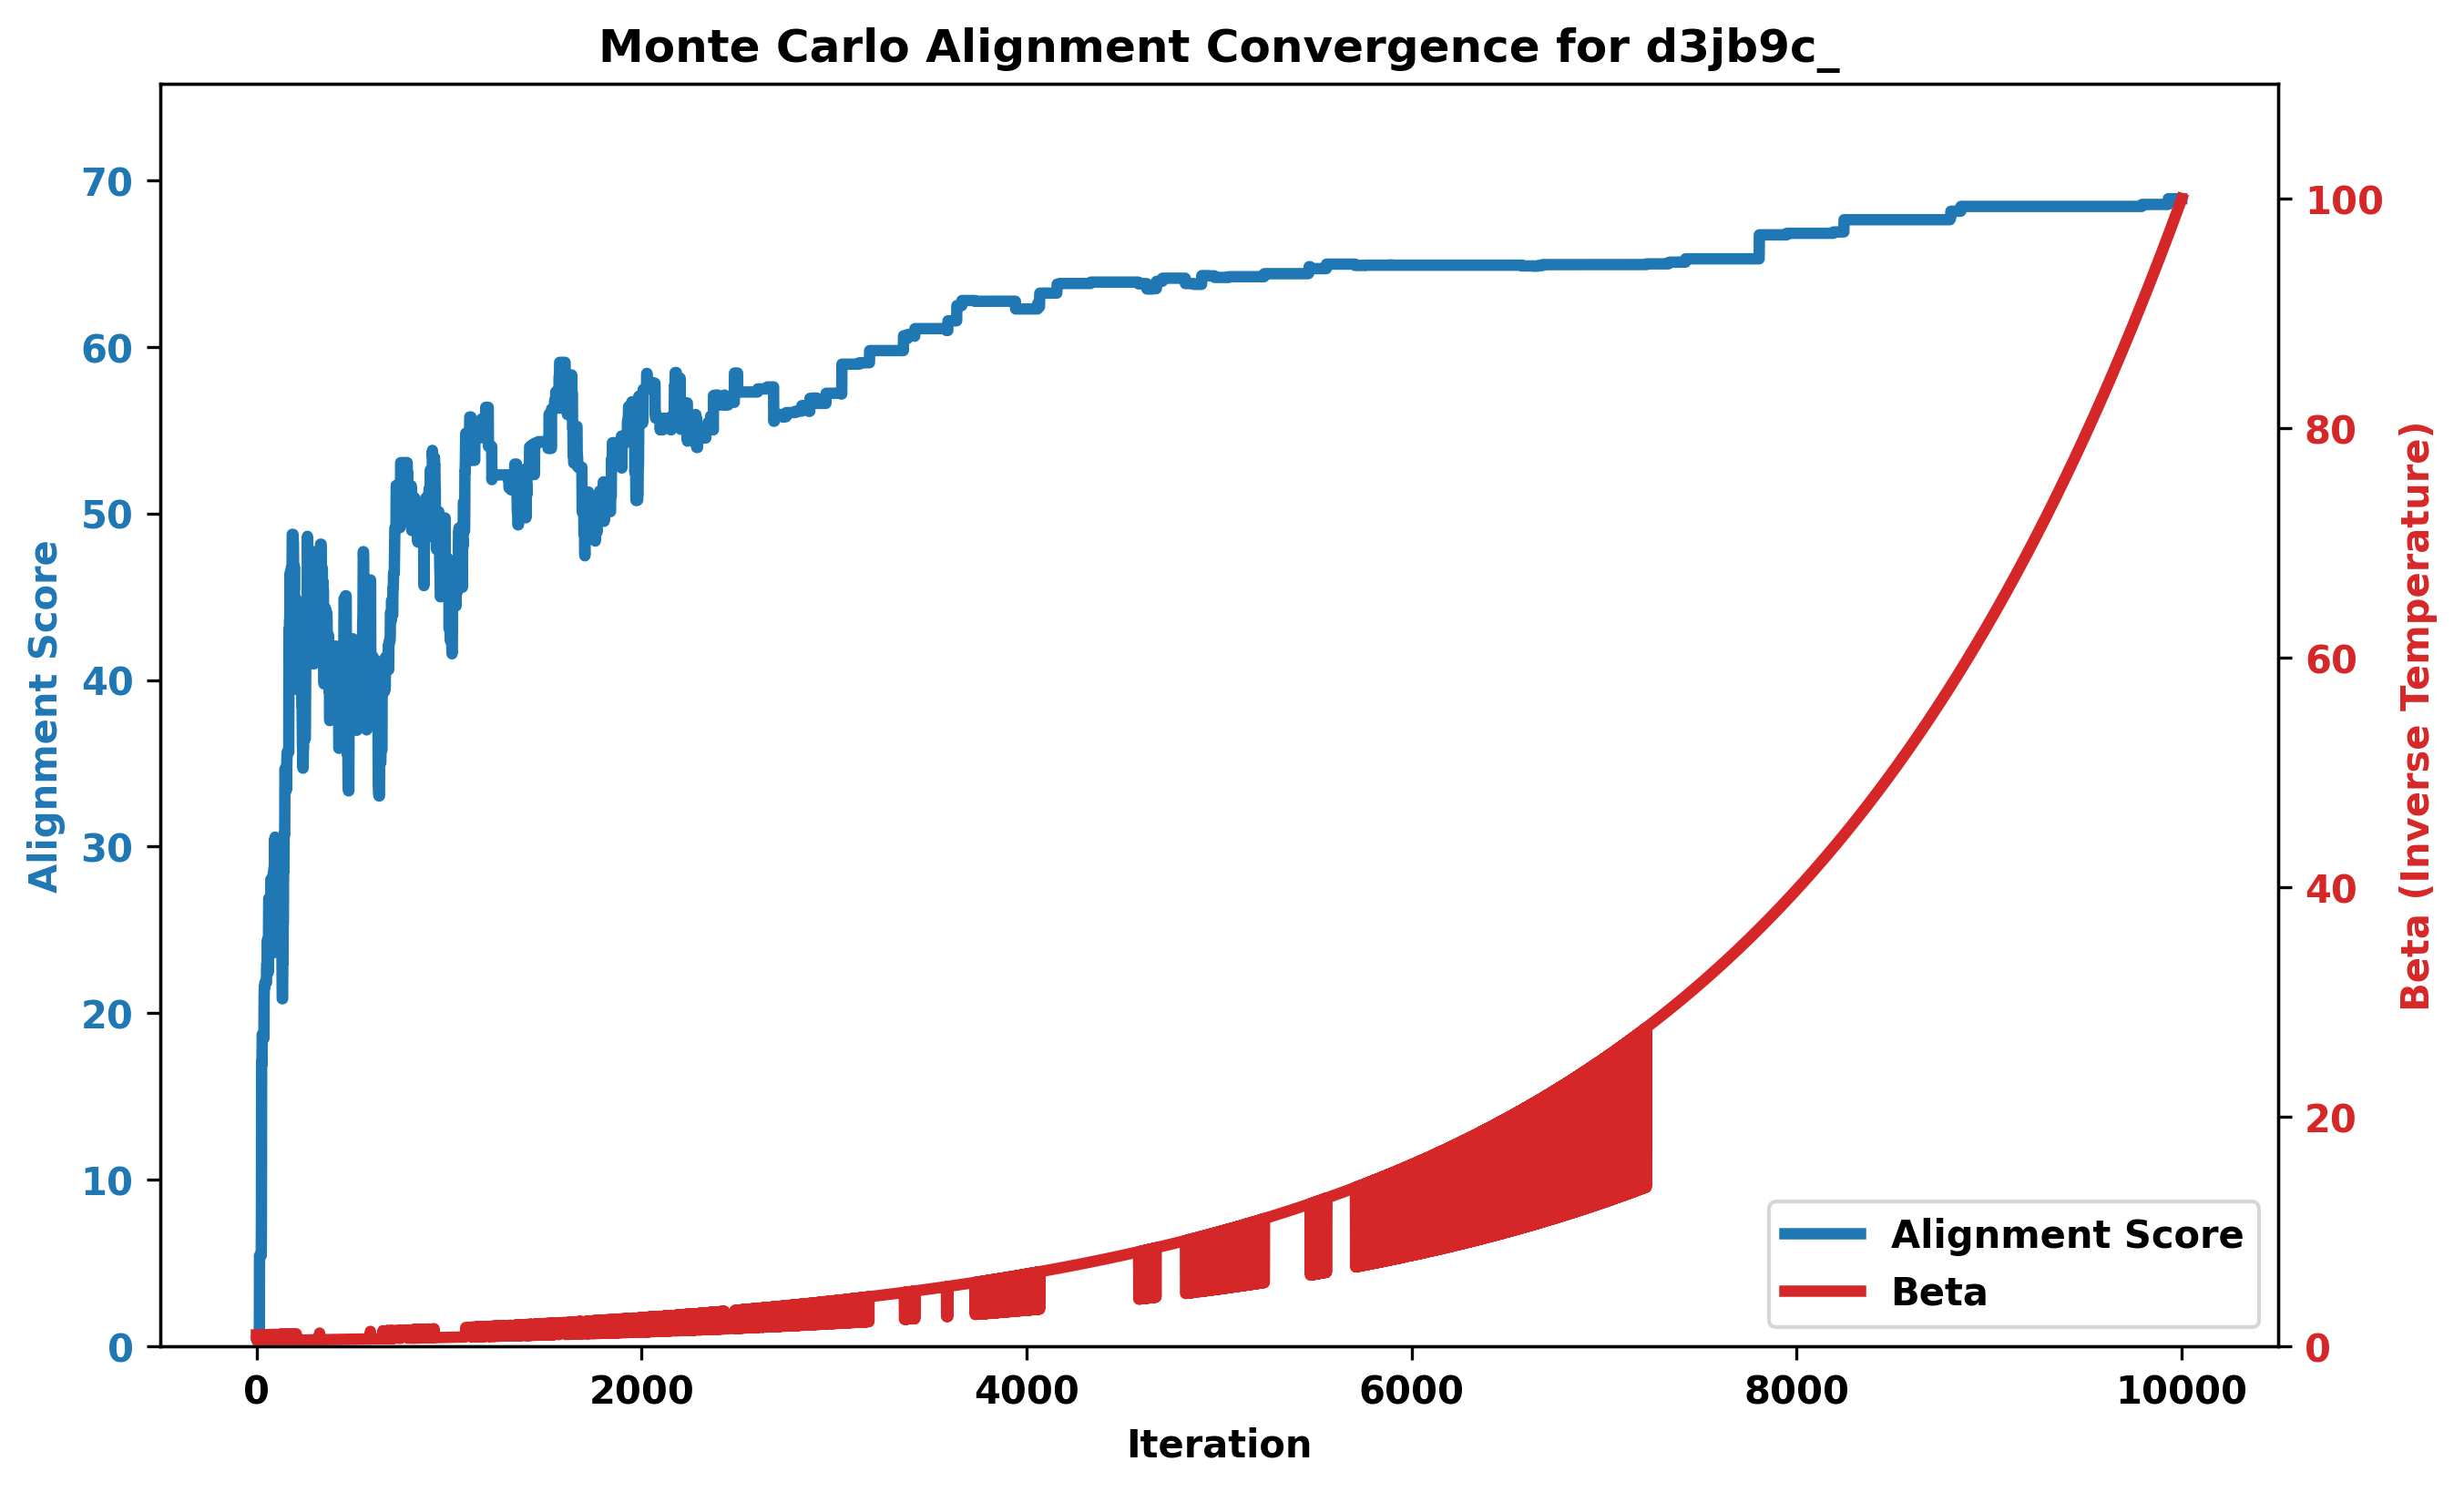 Monte Carlo Alignment Convergence for d3jb9c_
Alignment Score
70
60
50
40
30
20
10
0
100
80
60
40
20
0
Beta (Inverse Temperature)
Alignment Score
Beta
0 2000 4000 6000 8000 10000
Iteration